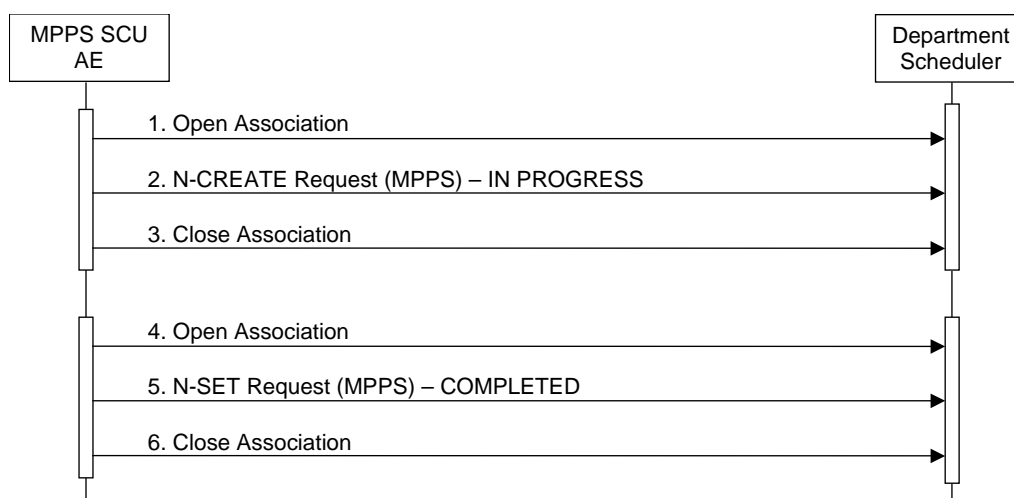 MPPS SCU
AE
Department
Scheduler
1. Open Association
2. N-CREATE Request (MPPS) – IN PROGRESS
3. Close Association
4. Open Association
5. N-SET Request (MPPS) – COMPLETED
6. Close Association